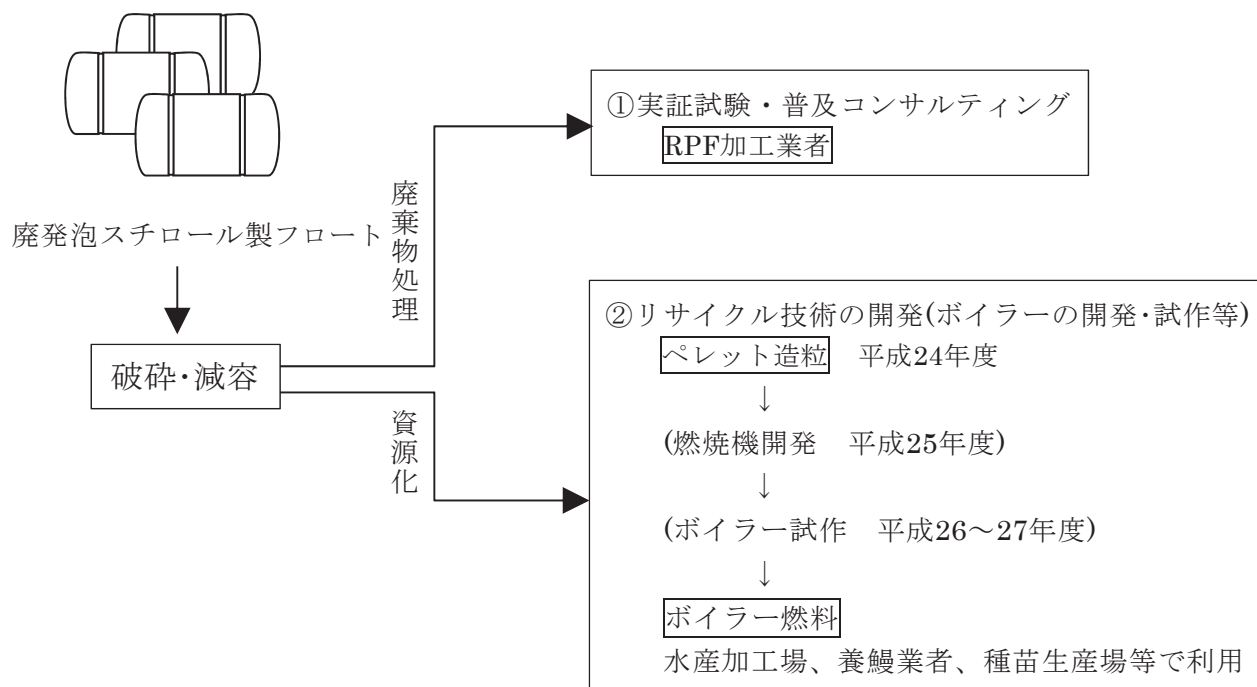 廃発泡スチロール製フロート
破砕・減容
廃棄物処理
資源化
①実証試験・普及コンサルティング
RPF加工業者
②リサイクル技術の開発(ボイラーの開発・試作等)
ペレット造粒　平成24年度
↓
(燃焼機開発　平成25年度)
↓
(ボイラー試作　平成26～27年度)
↓
ボイラー燃料
水産加工場、養鰻業者、種苗生産場等で利用